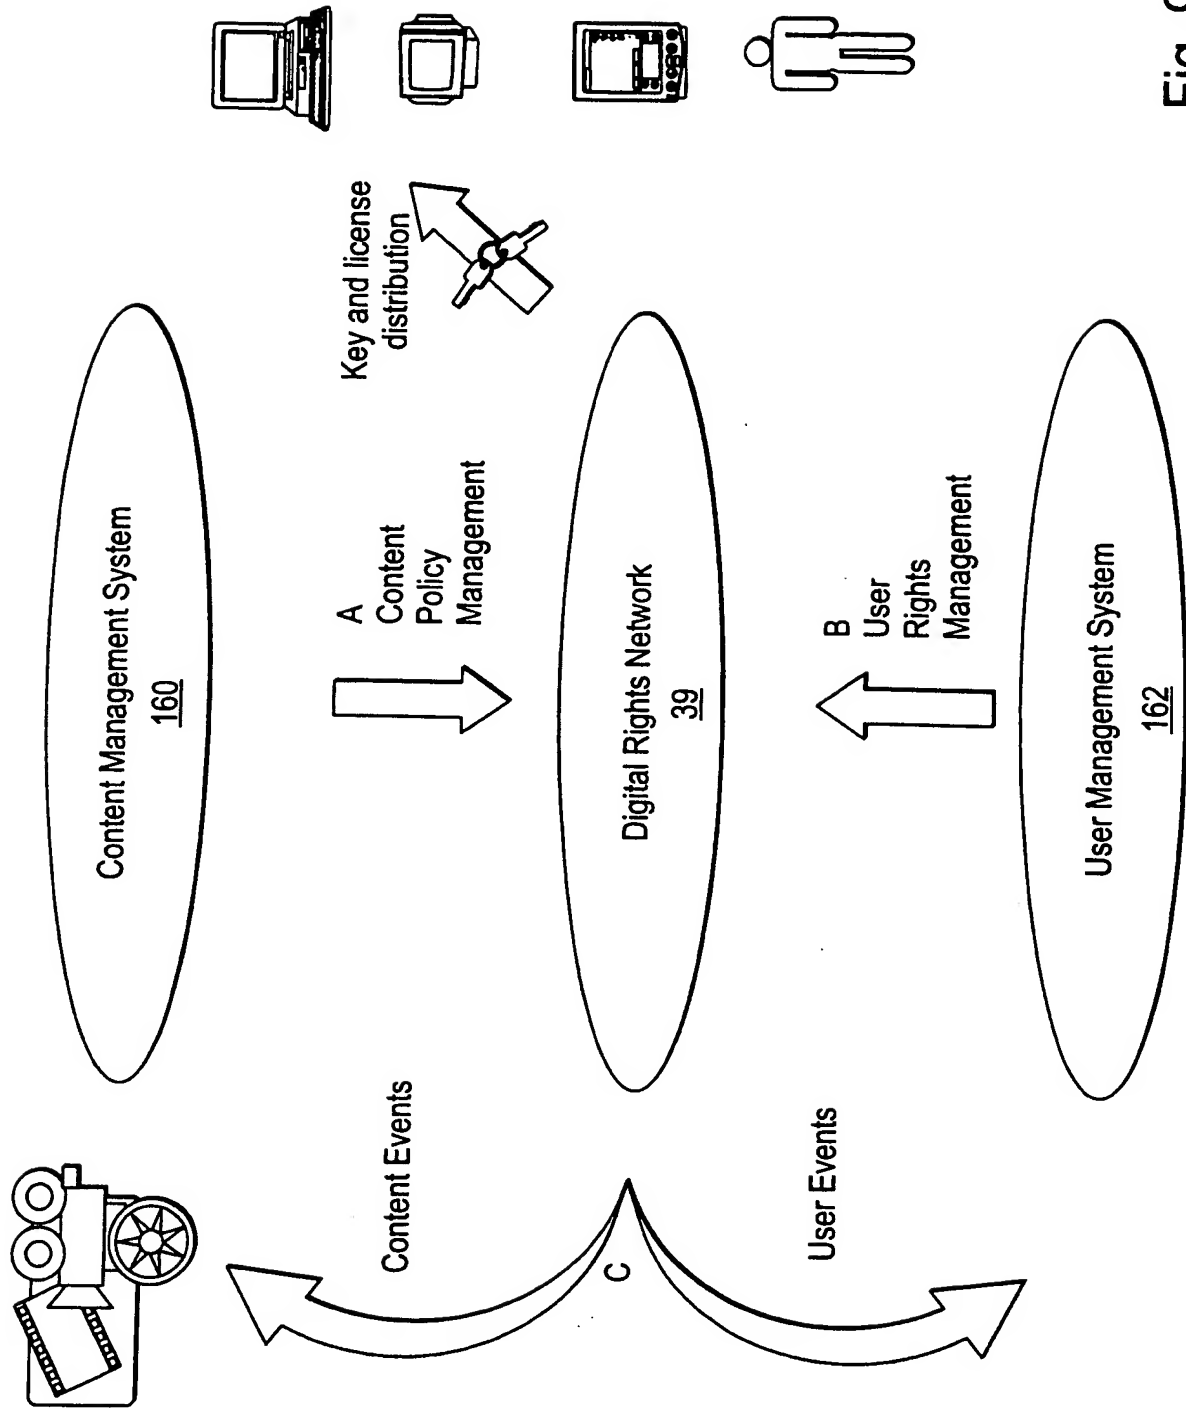 Content Management System
160
Content Events
A
Content
Policy
Management
Key and license
distribution
Digital Rights Network
39
C
User Events
B
User
Rights
Management
User Management System
162
Fig.